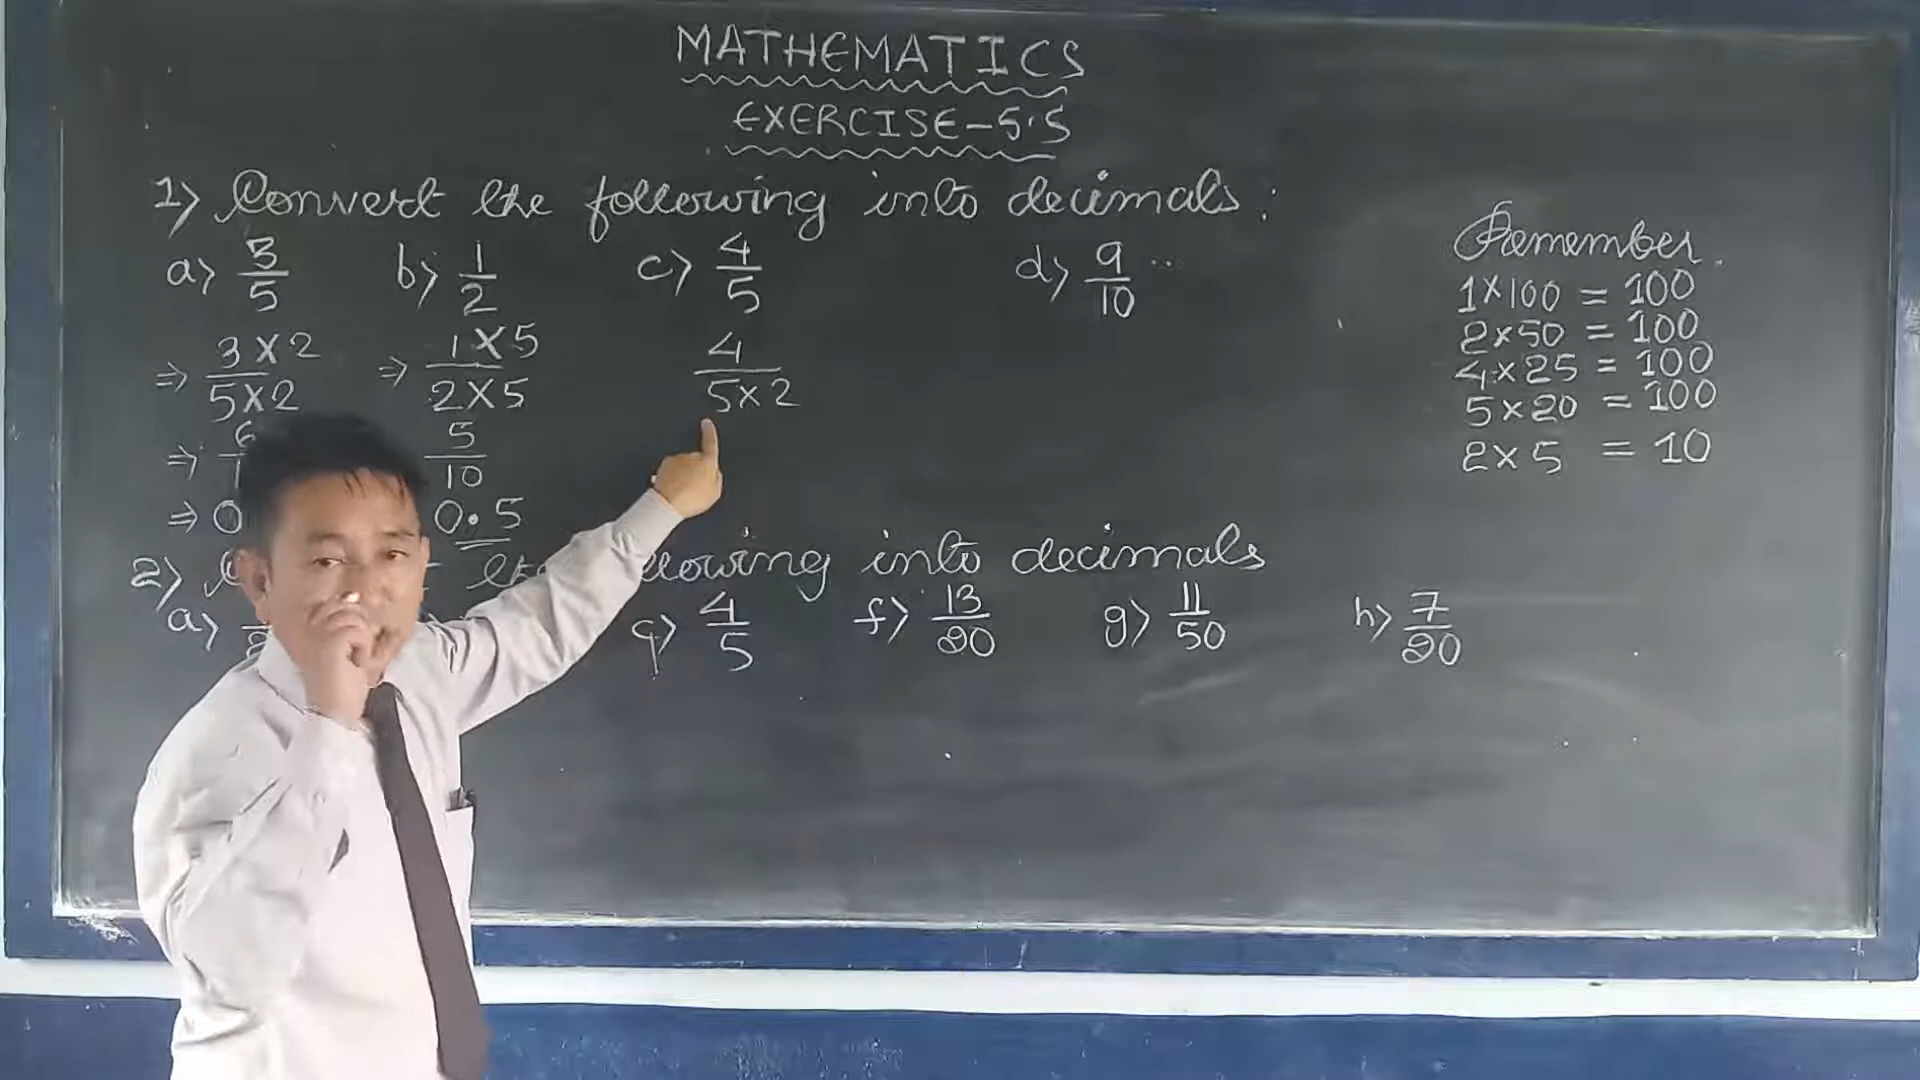 MATHEMATICS
EXERCISE-5.5
1) Convert the following into decimals:
a) 3/5 b) 1/2 c) 4/5 d) 9/10
⇒ 3×2/5×2 ⇒ 1×5/2×5 4/5×2
⇒ 5/10
⇒ 0 0.5
2) into decimals
a) 4/5 f) 13/20 g) 11/50 h) 7/20
Remember
1×100 = 100
2×50 = 100
4×25 = 100
5×20 = 100
2×5 = 10